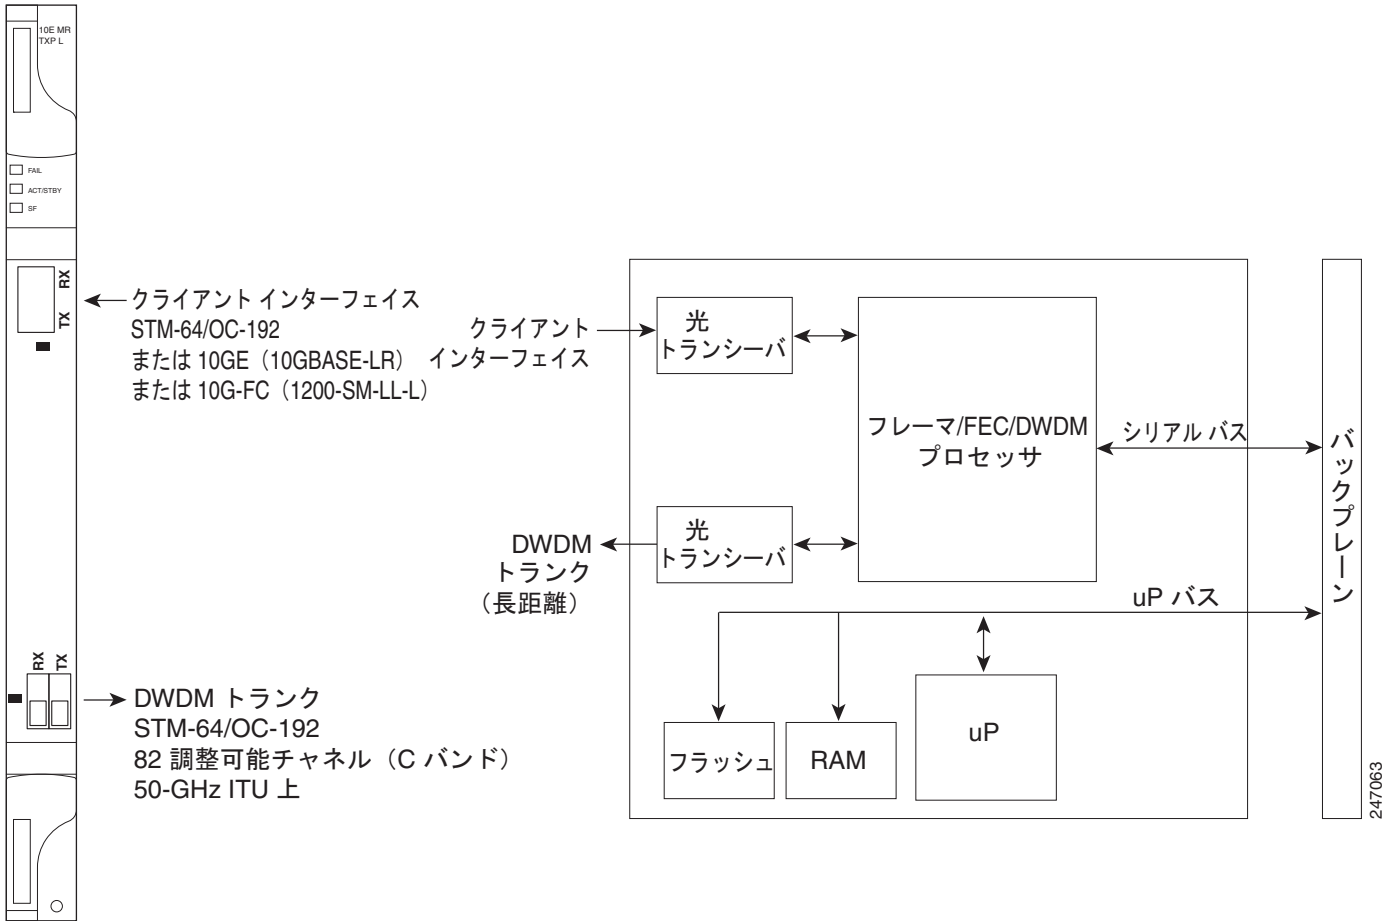 10E MR
TXP L
FAIL
ACT/STBY
SF
RX
TX
クライアント インターフェイス
STM-64/OC-192
または 10GE（10GBASE-LR）
または 10G-FC（1200-SM-LL-L）
RX
TX
DWDM トランク
STM-64/OC-192
82 調整可能チャネル（C バンド）
50-GHz ITU 上
クライアント
インターフェイス
光
トランシーバ
フレーマ/FEC/DWDM
プロセッサ
シリアル バス
DWDM
トランク
（長距離）
光
トランシーバ
uP バス
フラッシュ
RAM
uP
バックプレーン
247063